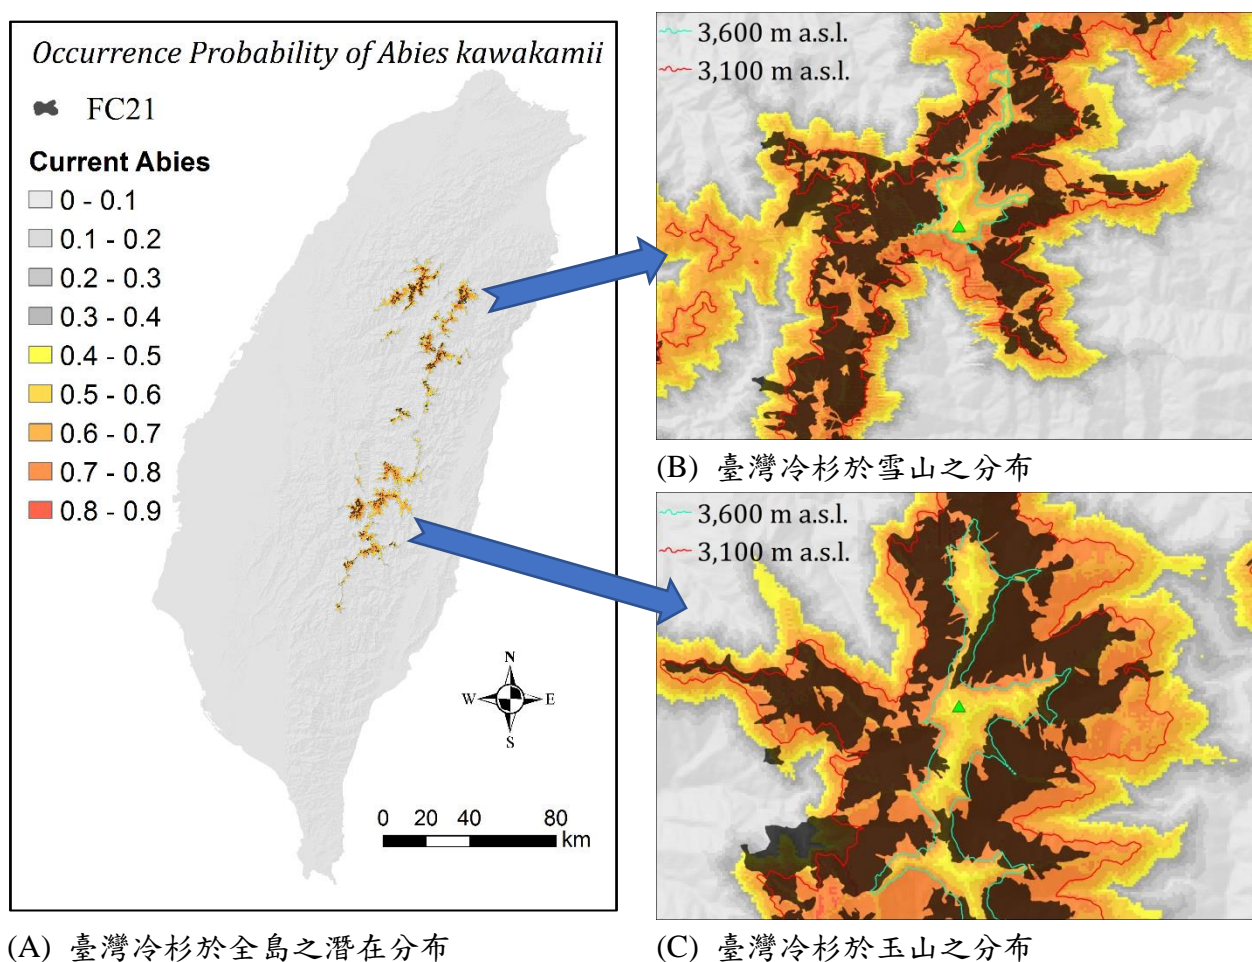 Occurrence Probability of Abies kawakamii
FC21
Current Abies
0 - 0.1
0.1 - 0.2
0.2 - 0.3
0.3 - 0.4
0.4 - 0.5
0.5 - 0.6
0.6 - 0.7
0.7 - 0.8
0.8 - 0.9
N
W E
S
0 20 40 80
km
(A) 臺灣冷杉於全島之潛在分布
3,600 m a.s.l.
3,100 m a.s.l.
(B) 臺灣冷杉於雪山之分布
3,600 m a.s.l.
3,100 m a.s.l.
(C) 臺灣冷杉於玉山之分布